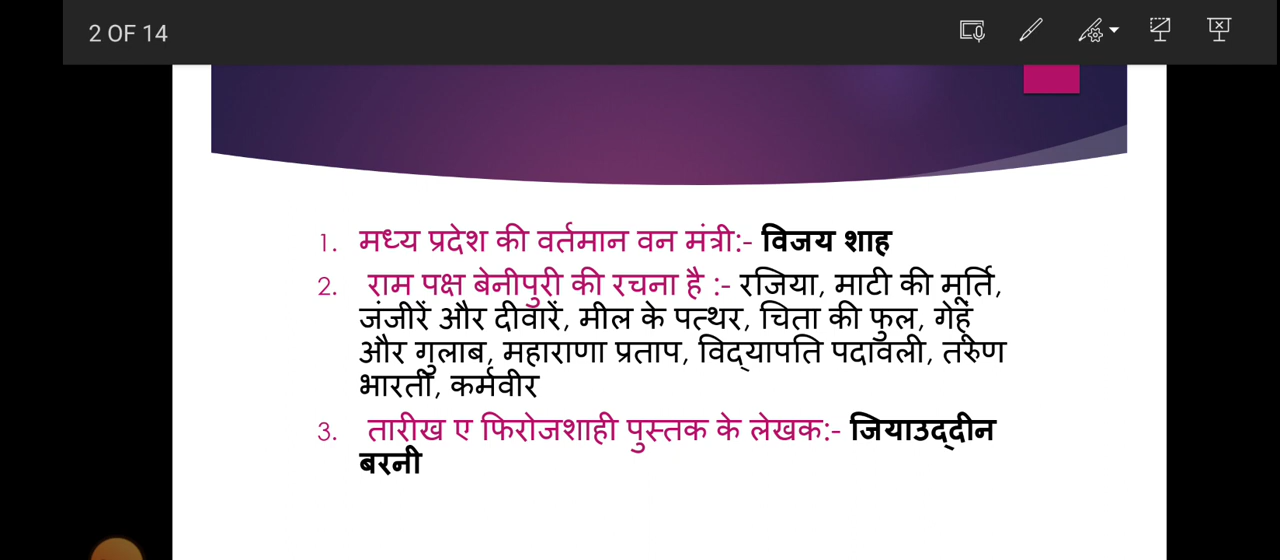 2 OF 14
1. मध्य प्रदेश की वर्तमान वन मंत्री:- विजय शाह
2. राम पक्ष बेनीपुरी की रचना है :- रजिया, माटी की मूर्ति,
जंजीरें और दीवारें, मील के पत्थर, चिता की फुल, गेहूं
और गुलाब, महाराणा प्रताप, विद्यापति पदावली, तरुण
भारती, कर्मवीर
3. तारीख ए फिरोजशाही पुस्तक के लेखक:- जियाउद्दीन
बरनी